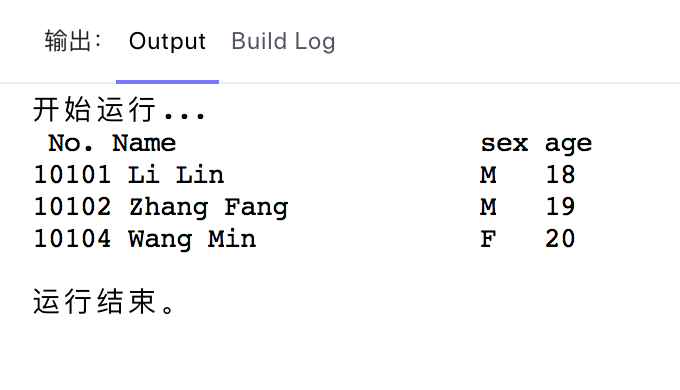 输出： Output Build Log
开始运行...
No. Name sex age
10101 Li Lin M 18
10102 Zhang Fang M 19
10104 Wang Min F 20
运行结束。